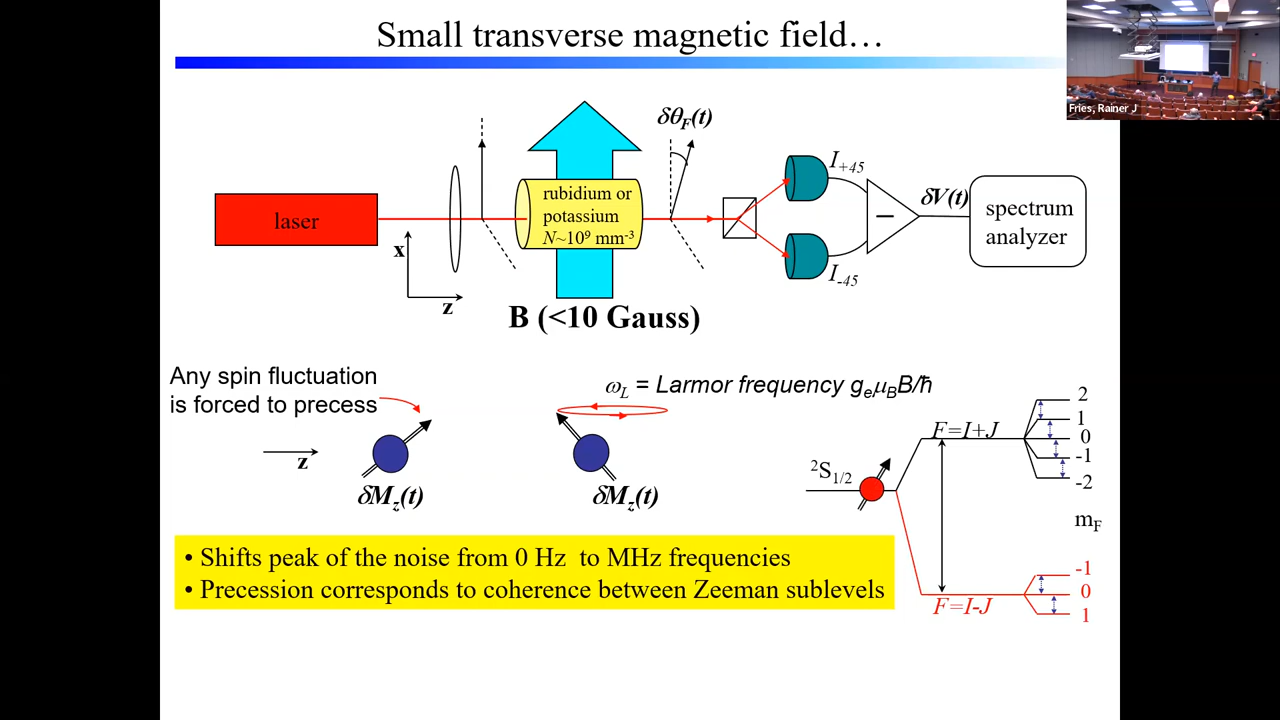 Small transverse magnetic field…
Fries, Rainer J
δθF(t)
laser
rubidium or
potassium
N~10⁹ mm⁻³
I+45
I-45
–
δV(t)
spectrum
analyzer
x
z
B (<10 Gauss)
Any spin fluctuation
is forced to precess
z
δMz(t)
ωL = Larmor frequency geμBB/ħ
δMz(t)
²S1/2
F=I+J
2
1
0
-1
-2
mF
F=I-J
-1
0
1
• Shifts peak of the noise from 0 Hz to MHz frequencies
• Precession corresponds to coherence between Zeeman sublevels